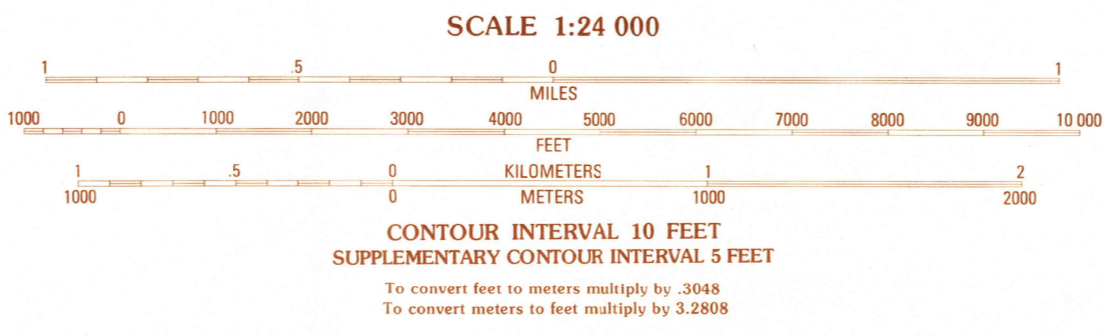 SCALE 1:24 000
1 .5 0 1
MILES
1000 0 1000 2000 3000 4000 5000 6000 7000 8000 9000 10 000
FEET
1 .5 0 KILOMETERS 1 2
1000 0 METERS 1000 2000
CONTOUR INTERVAL 10 FEET
SUPPLEMENTARY CONTOUR INTERVAL 5 FEET
To convert feet to meters multiply by .3048
To convert meters to feet multiply by 3.2808